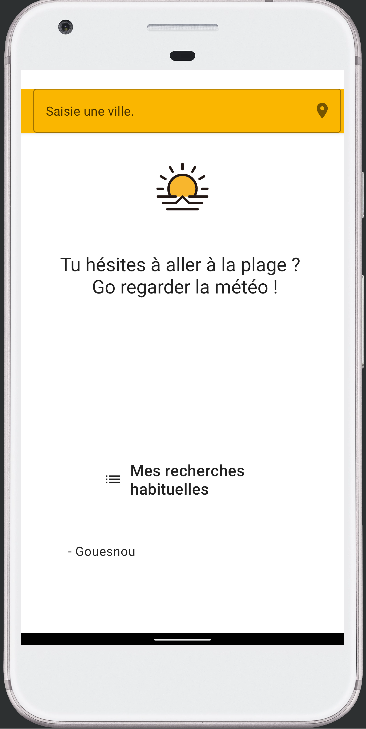 Saisie une ville.
Tu hésites à aller à la plage ?
Go regarder la météo !
Mes recherches
habituelles
- Gouesnou